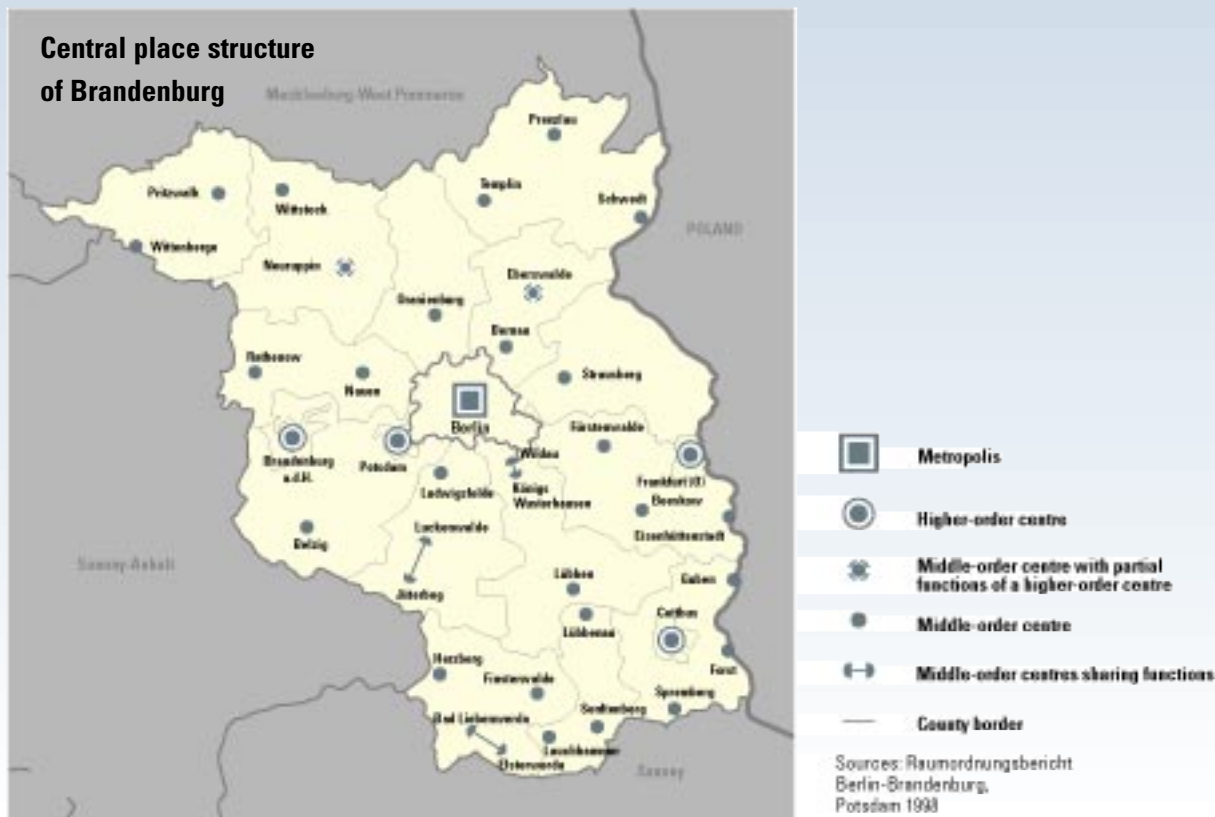 Central place structure
of Brandenburg
Mecklenburg-West Pommerania
Prenzlau
Pritzwalk
Wittstock
Templin
Schwedt
POLAND
Wittenberge
Neuruppin
Eberswalde
Oranienburg
Bernau
Rathenow
Nauen
Strausberg
Berlin
Fürstenwalde
Brandenburg
a.d.H.
Potsdam
Wildau
Ludwigsfelde
Königs
Wusterhausen
Frankfurt (O)
Beeskow
Luckenwalde
Eisenhüttenstadt
Belzig
Saxony-Anhalt
Jüterbog
Lübben
Guben
Cottbus
Lübbenau
Herzberg
Forst
Finsterwalde
Spremberg
Bad Liebenwerda
Senftenberg
Lauchhammer
Elsterwerda
Saxony
Metropolis
Higher-order centre
Middle-order centre with partial
functions of a higher-order centre
Middle-order centre
Middle-order centres sharing functions
County border
Sources: Raumordnungsbericht
Berlin-Brandenburg,
Potsdam 1998